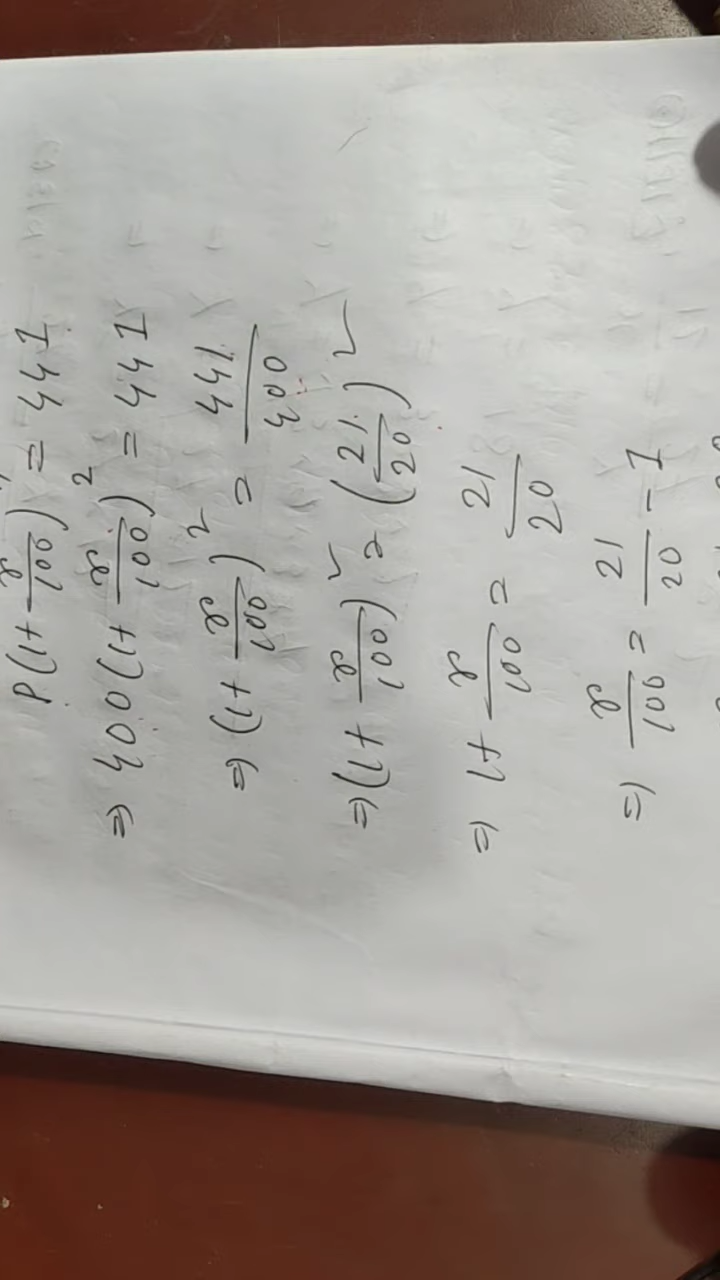 P(1+r/100) = 441
⇒ 400(1+r/100)² = 441
⇒ (1+r/100)² = 441/400
⇒ (1+r/100)² = (21/20)²
⇒ 1+r/100 = 21/20
⇒ r/100 = 21/20 - 1